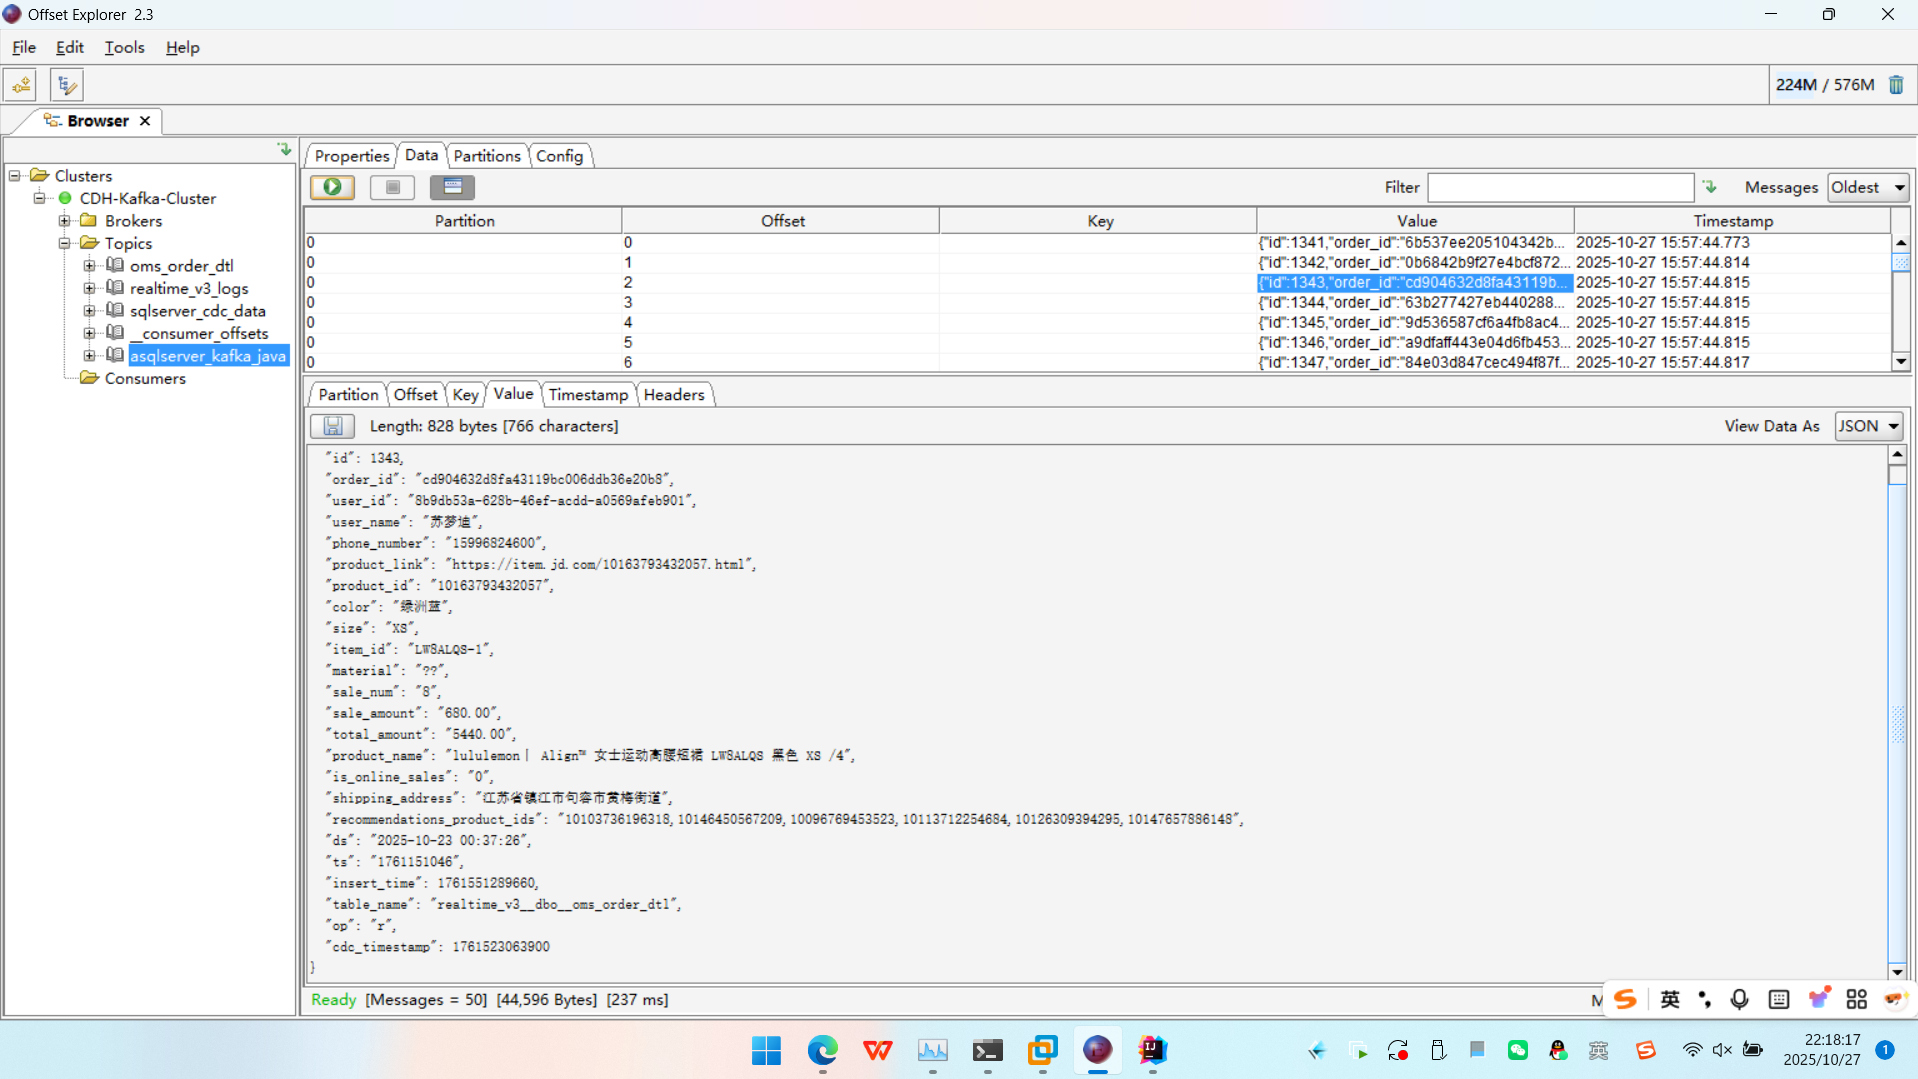 Offset Explorer 2.3
File Edit Tools Help
224M / 576M
Browser
Clusters
CDH-Kafka-Cluster
Brokers
Topics
oms_order_dtl
realtime_v3_logs
sqlserver_cdc_data
__consumer_offsets
asqlserver_kafka_java
Consumers
Properties Data Partitions Config
Filter Messages Oldest
Partition Offset Key Value Timestamp
0 0 {"id":1341,"order_id":"6b537ee205104342b... 2025-10-27 15:57:44.773
0 1 {"id":1342,"order_id":"0b6842b9f27e4bcf872... 2025-10-27 15:57:44.814
0 2 {"id":1343,"order_id":"cd904632d8fa43119b... 2025-10-27 15:57:44.815
0 3 {"id":1344,"order_id":"63b277427eb440288... 2025-10-27 15:57:44.815
0 4 {"id":1345,"order_id":"9d536587cf6a4fb8ac4... 2025-10-27 15:57:44.815
0 5 {"id":1346,"order_id":"a9dfaff443e04d6fb453... 2025-10-27 15:57:44.815
0 6 {"id":1347,"order_id":"84e03d847cec494f87f... 2025-10-27 15:57:44.817
Partition Offset Key Value Timestamp Headers
Length: 828 bytes [766 characters] View Data As JSON
"id": 1343,
"order_id": "cd904632d8fa43119bc006ddb36e20b8",
"user_id": "8b9db53a-628b-46ef-acdd-a0569afeb901",
"user_name": "苏梦迪",
"phone_number": "15996824600",
"product_link": "https://item.jd.com/10163793432057.html",
"product_id": "10163793432057",
"color": "绿洲蓝",
"size": "XS",
"item_id": "LW8ALQS-1",
"material": "??",
"sale_num": "8",
"sale_amount": "680.00",
"total_amount": "5440.00",
"product_name": "lululemon丨 Align™ 女士运动高腰短裙 LW8ALQS 黑色 XS /4",
"is_online_sales": "0",
"shipping_address": "江苏省镇江市句容市黄梅街道",
"recommendations_product_ids": "10103736196318,10146450567209,10096769453523,10113712254684,10126309394295,10147657886148",
"ds": "2025-10-23 00:37:26",
"ts": "1761151046",
"insert_time": 1761551289660,
"table_name": "realtime_v3__dbo__oms_order_dtl",
"op": "r",
"cdc_timestamp": 1761523063900
}
Ready [Messages = 50] [44,596 Bytes] [237 ms]
英
英
22:18:17
2025/10/27
1